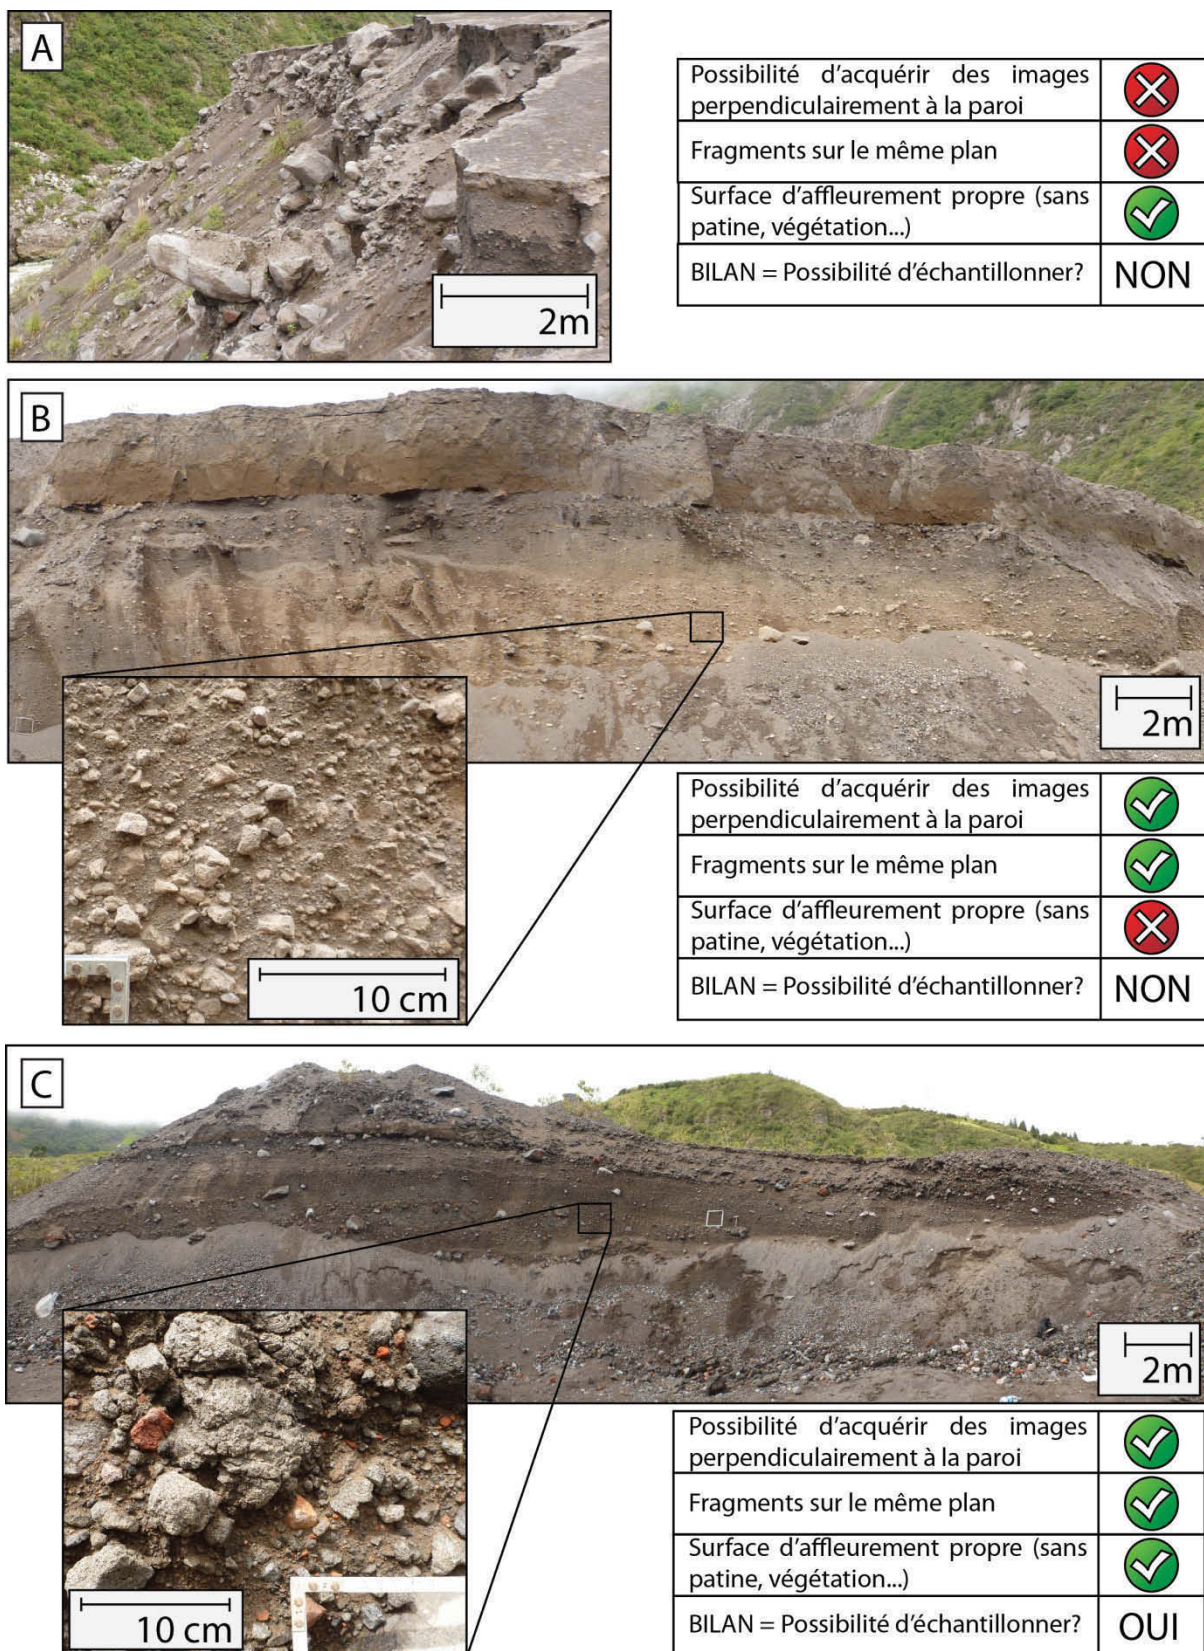 A
2m
Possibilité d'acquérir des images
perpendiculairement à la paroi
Fragments sur le même plan
Surface d'affleurement propre (sans
patine, végétation...)
BILAN = Possibilité d'échantillonner?
NON
B
2m
10 cm
Possibilité d'acquérir des images
perpendiculairement à la paroi
Fragments sur le même plan
Surface d'affleurement propre (sans
patine, végétation...)
BILAN = Possibilité d'échantillonner?
NON
C
2m
10 cm
Possibilité d'acquérir des images
perpendiculairement à la paroi
Fragments sur le même plan
Surface d'affleurement propre (sans
patine, végétation...)
BILAN = Possibilité d'échantillonner?
OUI